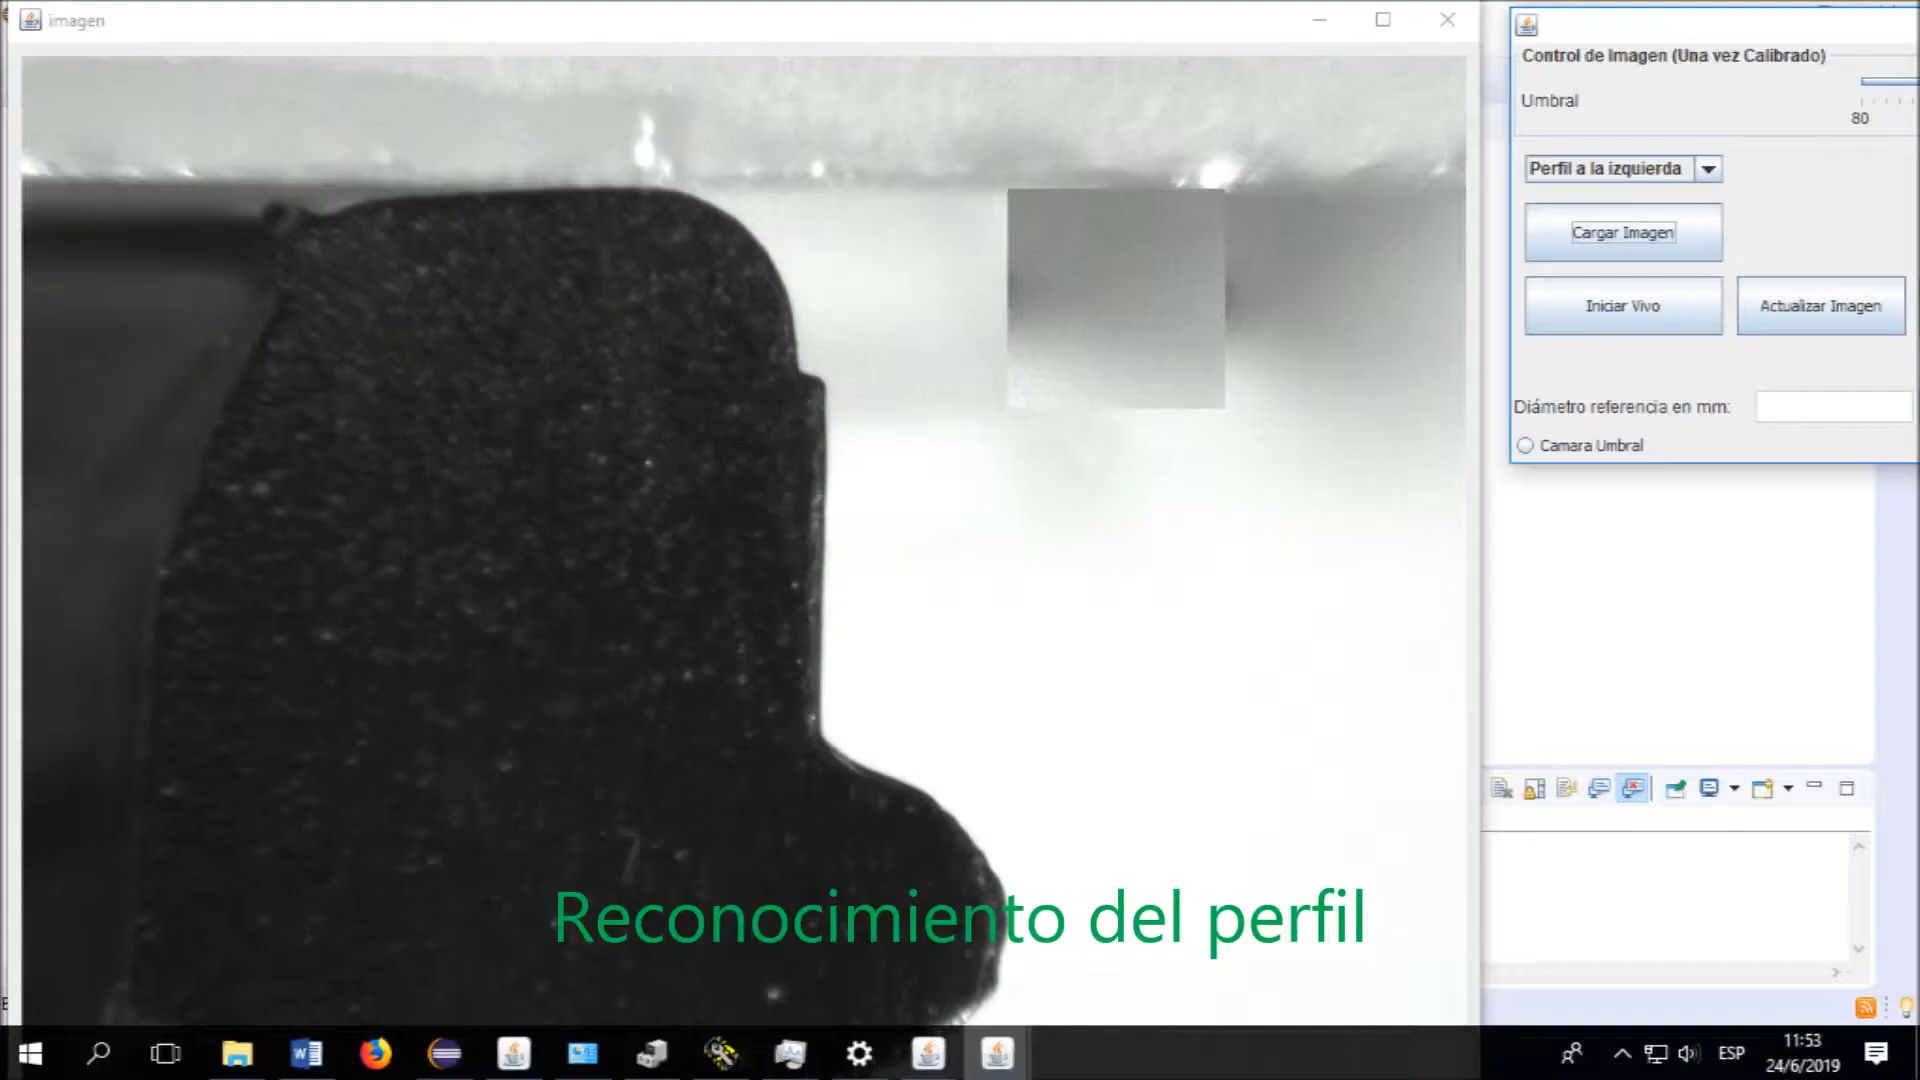 imagen
Control de Imagen (Una vez Calibrado)
Umbral
80
Perfil a la izquierda
Cargar Imagen
Iniciar Vivo
Actualizar Imagen
Diámetro referencia en mm:
Camara Umbral
Reconocimiento del perfil
ESP
11:53
24/6/2019